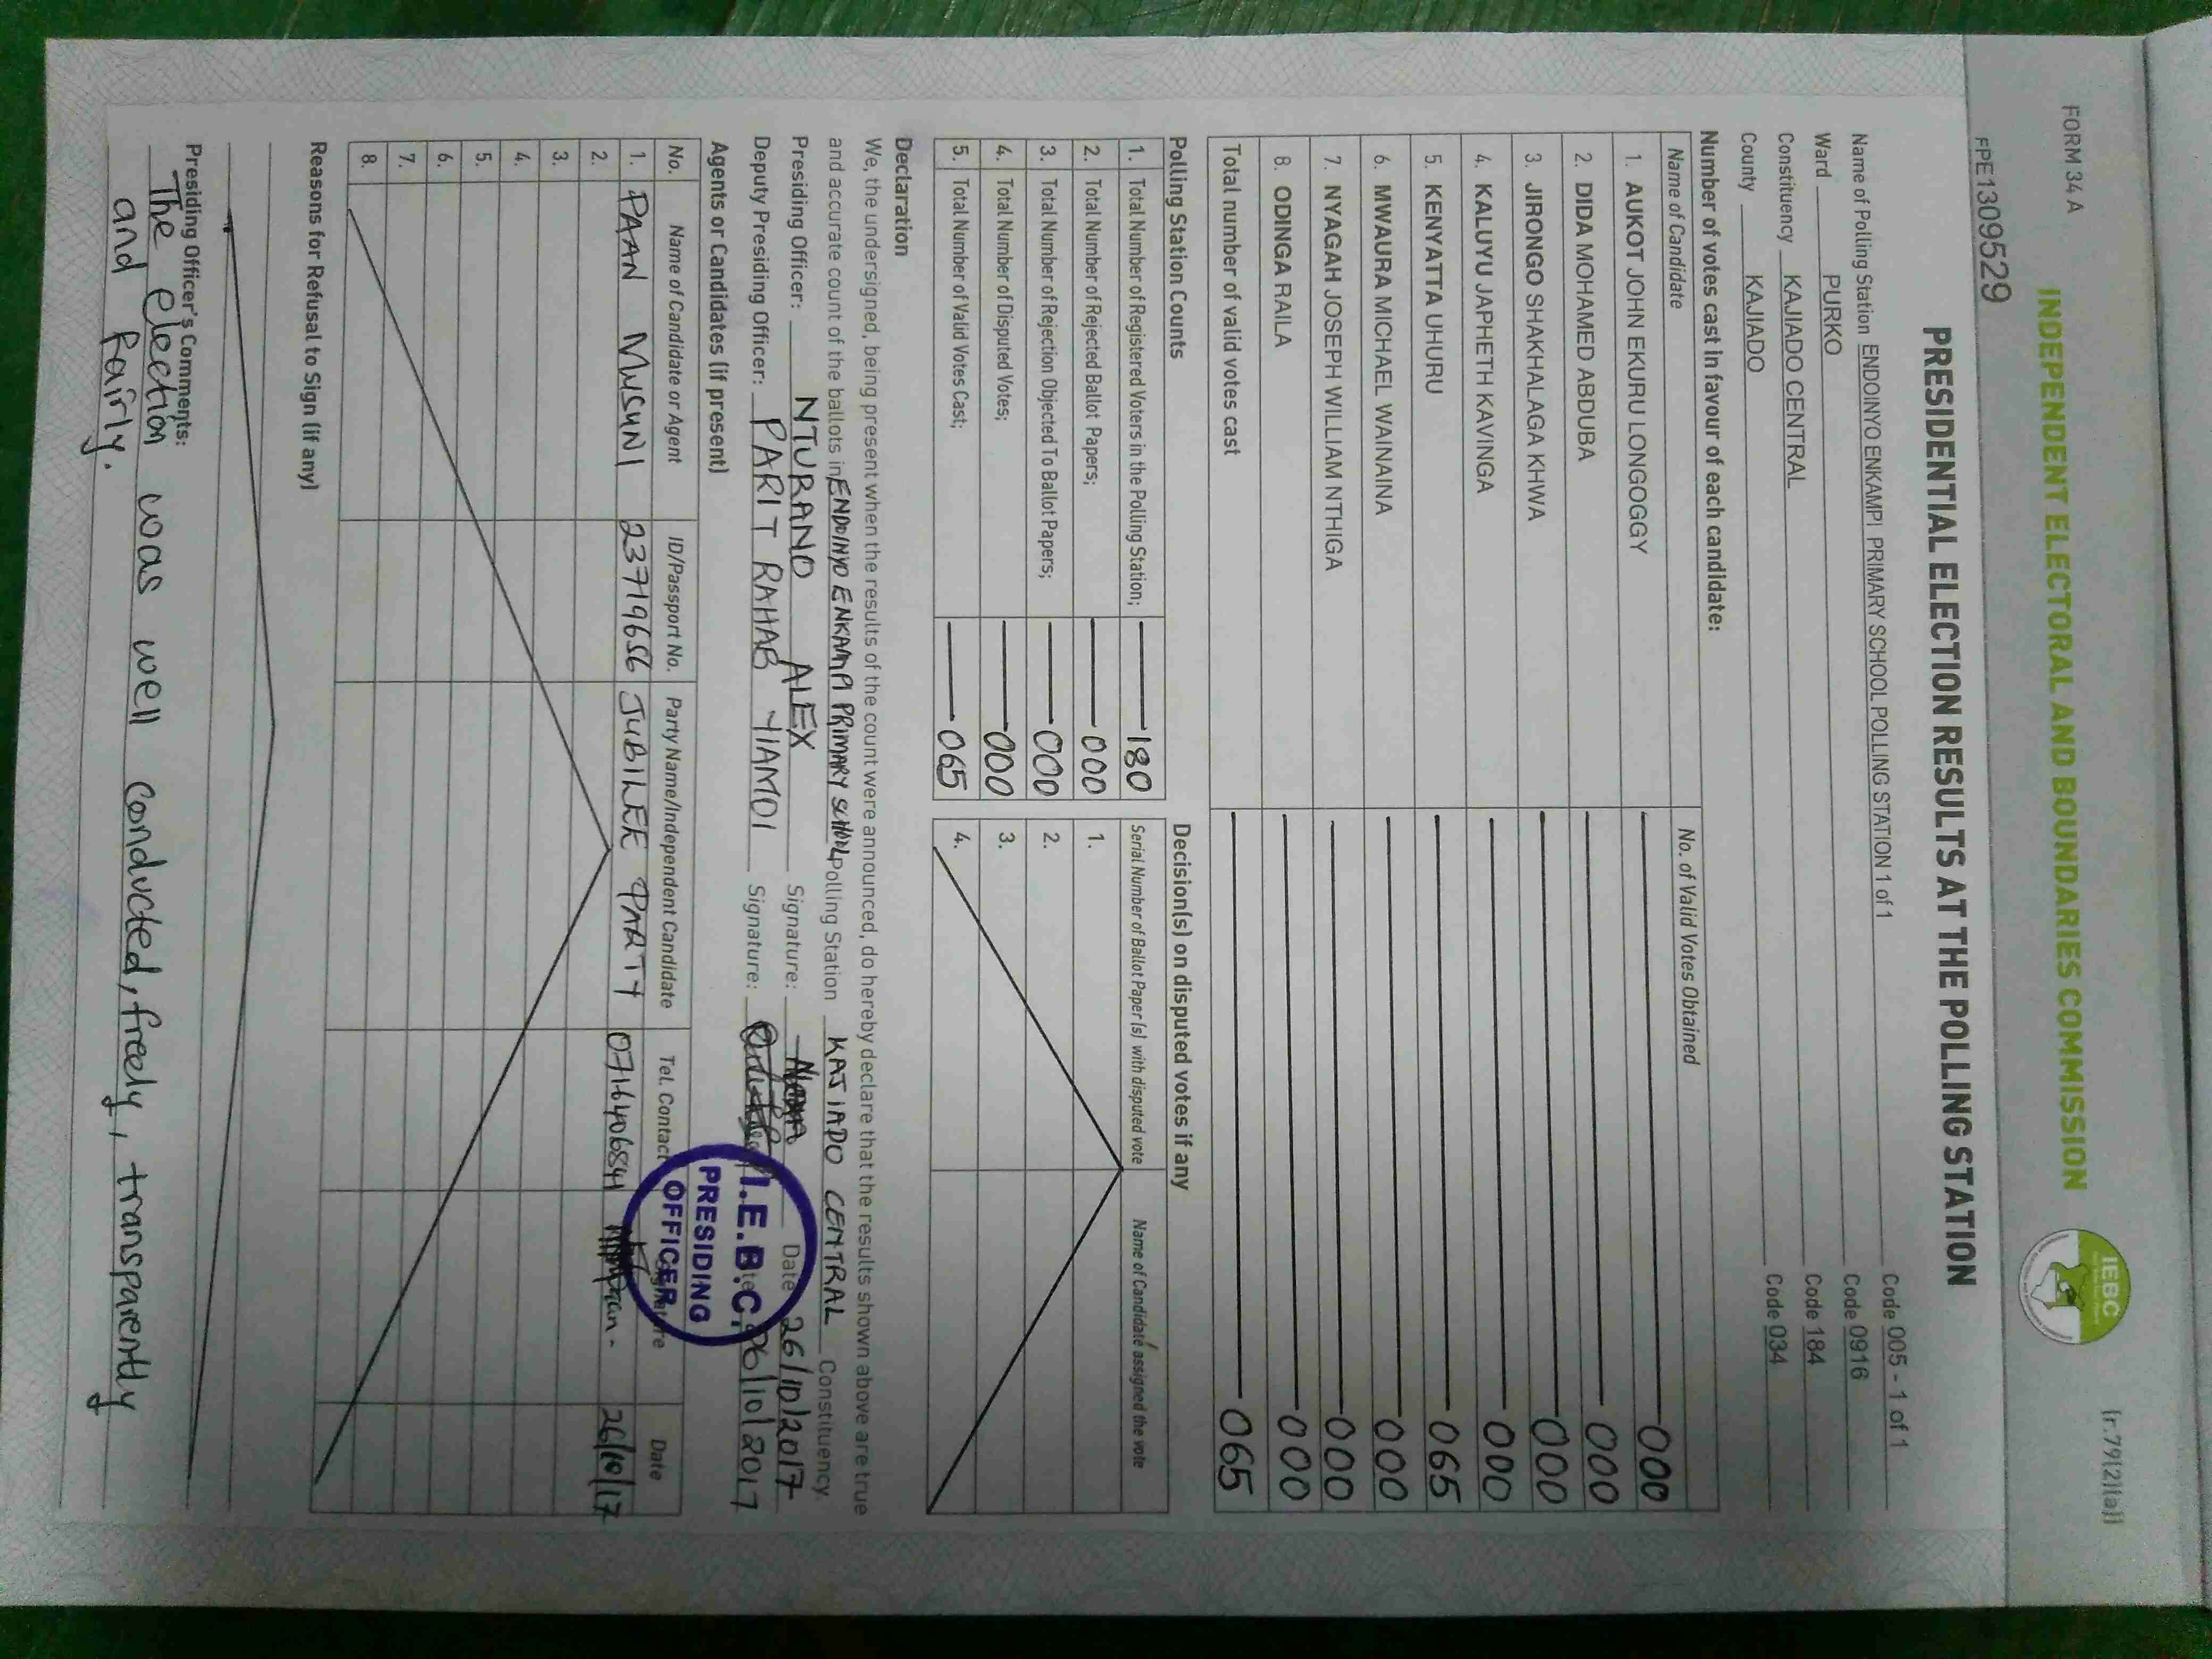 FORM 34 A
(r.79(2)(a))
INDEPENDENT ELECTORAL AND BOUNDARIES COMMISSION
IEBC
FPE1309529
PRESIDENTIAL ELECTION RESULTS AT THE POLLING STATION
Name of Polling Station ENDOINYO ENKAMPI PRIMARY SCHOOL POLLING STATION 1 of 1 Code 005 - 1 of 1
Ward PURKO Code 0916
Constituency KAJIADO CENTRAL Code 184
County KAJIADO Code 034
Number of votes cast in favour of each candidate:
Name of Candidate No. of Valid Votes Obtained
1. AUKOT JOHN EKURU LONGOGGY 000
2. DIDA MOHAMED ABDUBA 000
3. JIRONGO SHAKHALAGA KHWA 000
4. KALUYU JAPHETH KAVINGA 000
5. KENYATTA UHURU 065
6. MWAURA MICHAEL WAINAINA 000
7. NYAGAH JOSEPH WILLIAM NTHIGA 000
8. ODINGA RAILA 000
Total number of valid votes cast 065
Polling Station Counts
1. Total Number of Registered Voters in the Polling Station; 180
2. Total Number of Rejected Ballot Papers; 000
3. Total Number of Rejection Objected To Ballot Papers; 000
4. Total Number of Disputed Votes; 000
5. Total Number of Valid Votes Cast; 065
Decision(s) on disputed votes if any
Serial Number of Ballot Paper (s) with disputed vote Name of Candidate assigned the vote
1.
2.
3.
4.
Declaration
We, the undersigned, being present when the results of the count were announced, do hereby declare that the results shown above are true
and accurate count of the ballots in ENDOINYO ENKAMPI PRIMARY SCHOOL Polling Station KAJIADO CENTRAL Constituency.
Presiding Officer: NTURANO ALEX Signature: Date 26/10/2017
Deputy Presiding Officer: PARIT RAHAB YIAMOI Signature: 26/10/2017
I.E.B.C.
PRESIDING
OFFICER
Agents or Candidates (if present)
No. Name of Candidate or Agent ID/Passport No. Party Name/Independent Candidate Tel. Contact Signature Date
1. PAAN MUSUNI 23719656 JUBILEE PARTY 0716406841 26/10/17
2.
3.
4.
5.
6.
7.
8.
Reasons for Refusal to Sign (if any)
Presiding Officer's Comments:
The election was well conducted, freely, transparently
and Fairly.